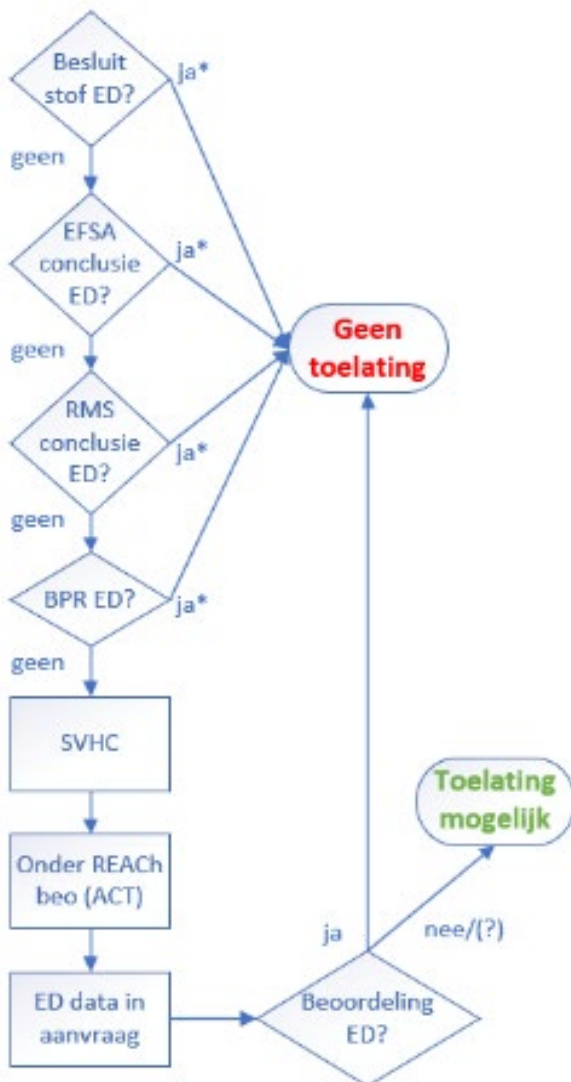 Besluit
stof ED?
ja*
geen
EFSA
conclusie
ED?
ja*
geen
Geen
toelating
RMS
conclusie
ED?
ja*
geen
BPR ED?
ja*
geen
SVHC
Toelating
mogelijk
Onder REACh
beo (ACT)
ja
nee/(?)
ED data in
aanvraag
Beoordeling
ED?